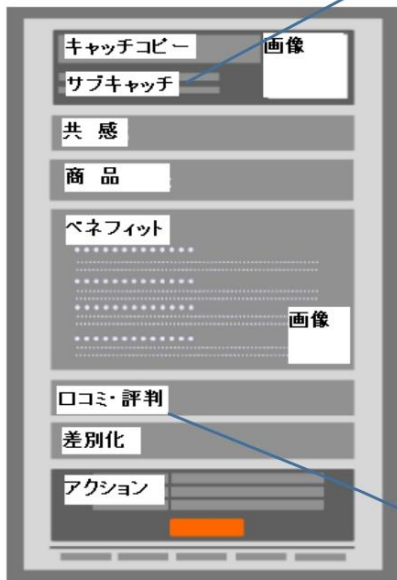 キャッチコピー
画像
サブキャッチ
共 感
商 品
ベネフィット
画像
口コミ・評判
差別化
アクション